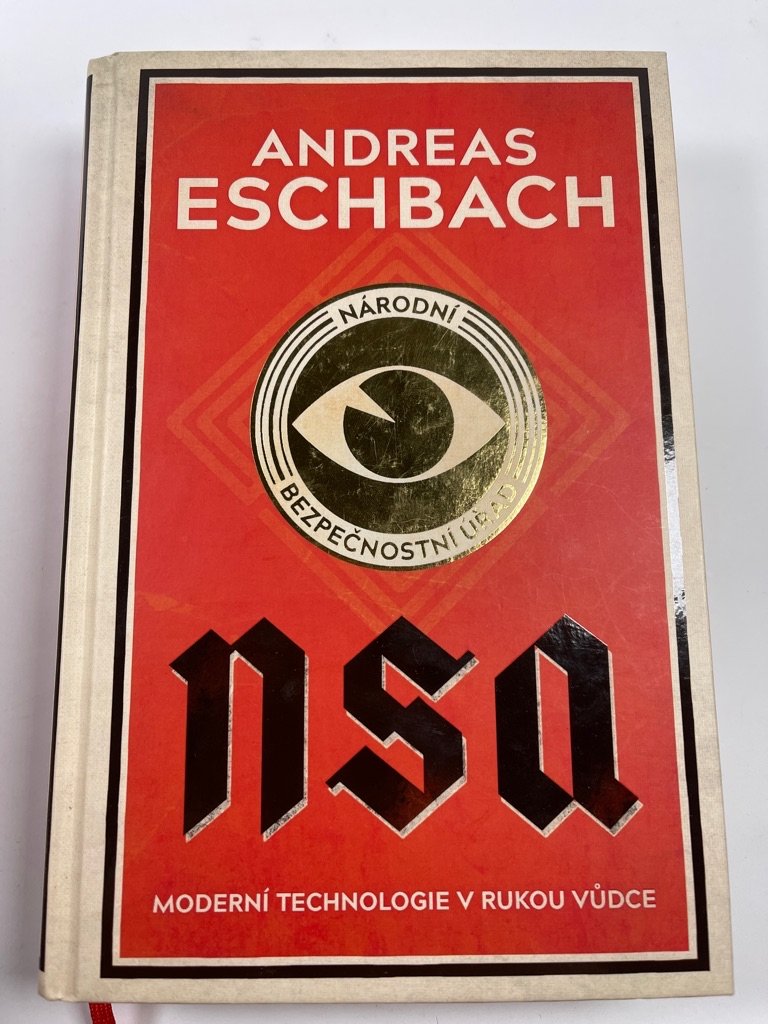 ANDREAS
ESCHBACH
NÁRODNÍ
BEZPEČNOSTNÍ ÚŘAD
nsa
MODERNÍ TECHNOLOGIE V RUKOU VŮDCE